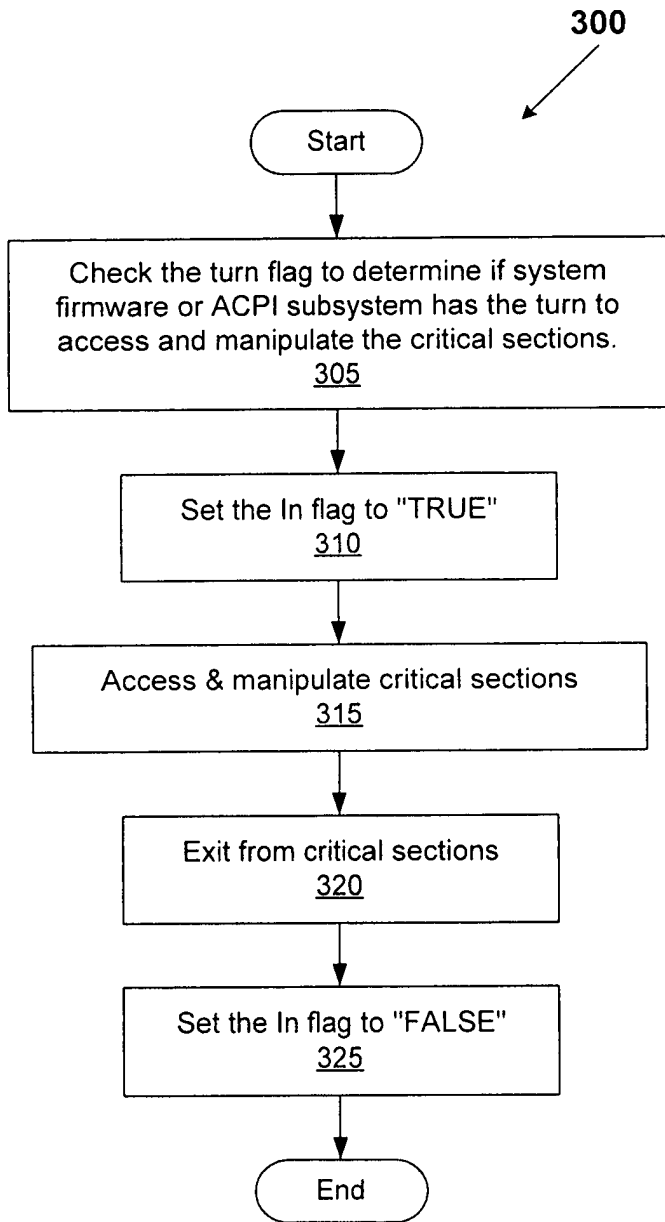 300
Start
Check the turn flag to determine if system
firmware or ACPI subsystem has the turn to
access and manipulate the critical sections.
305
Set the In flag to "TRUE"
310
Access & manipulate critical sections
315
Exit from critical sections
320
Set the In flag to "FALSE"
325
End